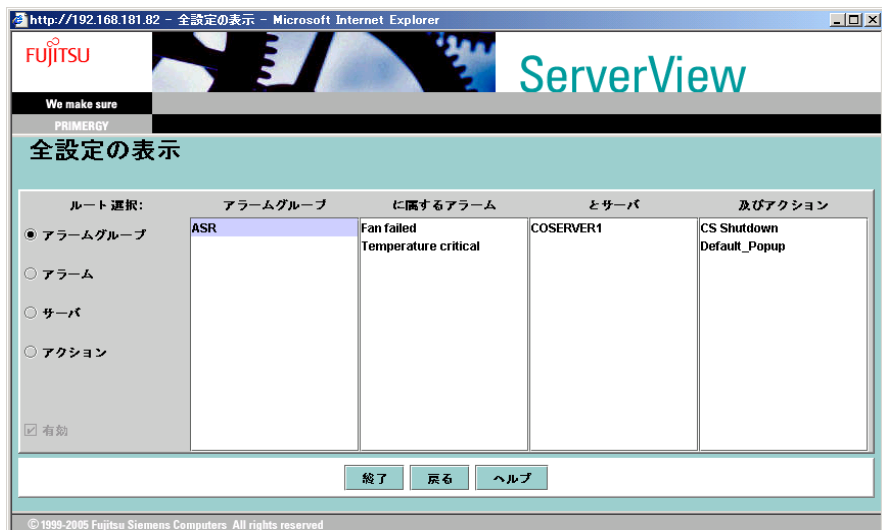 http://192.168.181.82 - 全設定の表示 - Microsoft Internet Explorer
FUJITSU
ServerView
We make sure
PRIMERGY
全設定の表示
ルート選択:
アラームグループ
に属するアラーム
とサーバ
及びアクション
アラームグループ
アラーム
サーバ
アクション
有効
ASR
Fan failed
Temperature critical
COSERVER1
CS Shutdown
Default_Popup
終了
戻る
ヘルプ
© 1999-2005 Fujitsu Siemens Computers All rights reserved